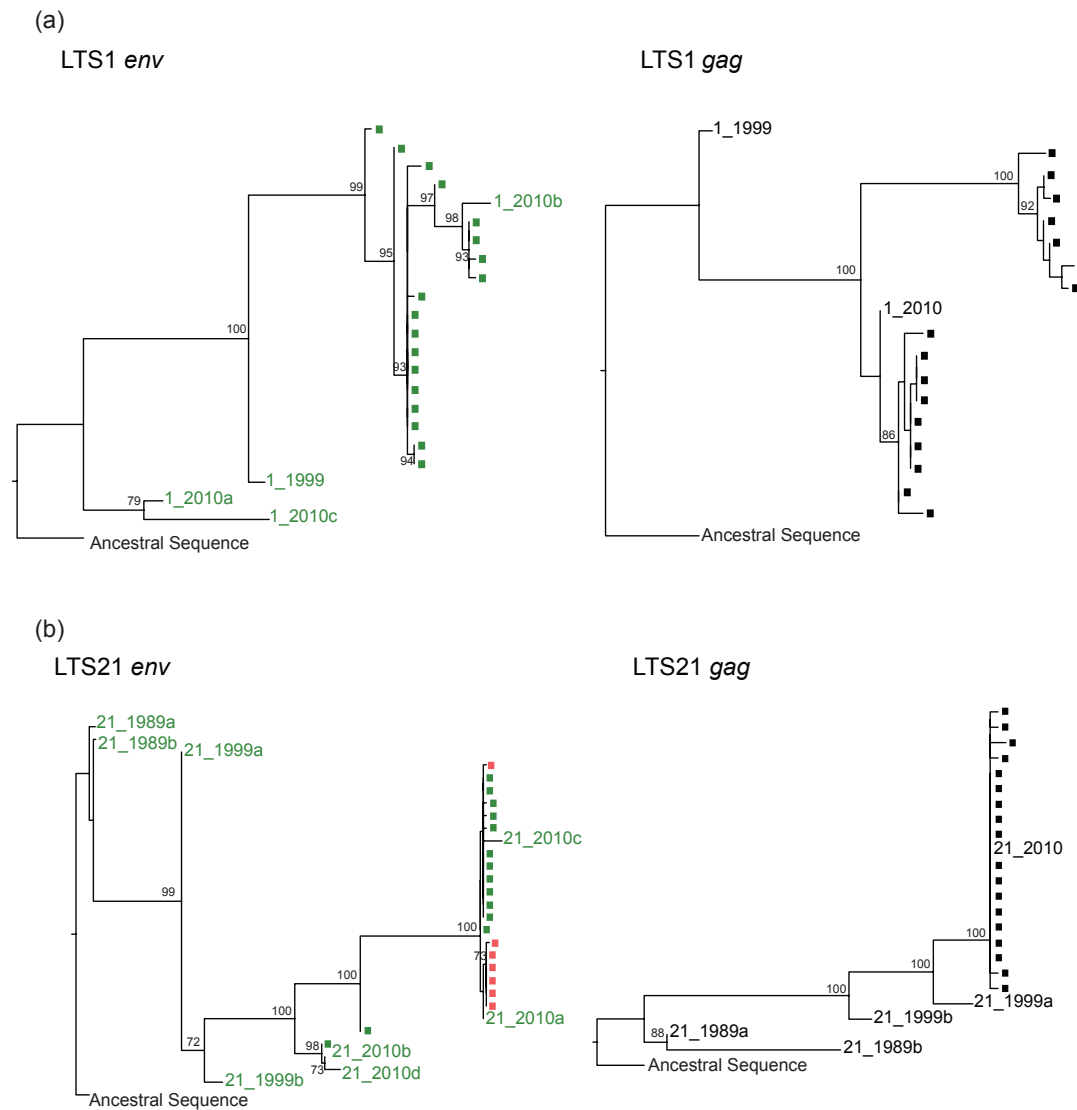 (a)
LTS1 env
LTS1 gag
1_1999
100
92
99
97
1_2010b
98
93
95
100
1_2010
100
93
86
94
1_1999
1_2010a
79
1_2010c
Ancestral Sequence
Ancestral Sequence
(b)
LTS21 env
LTS21 gag
21_1989a
21_1989b
21_1999a
21_2010c
21_2010
99
100
73
100
100
100
100
100
21_2010a
21_1999a
21_1999b
72
98
21_2010b
73
21_2010d
21_1999b
88
21_1989a
21_1989b
Ancestral Sequence
Ancestral Sequence